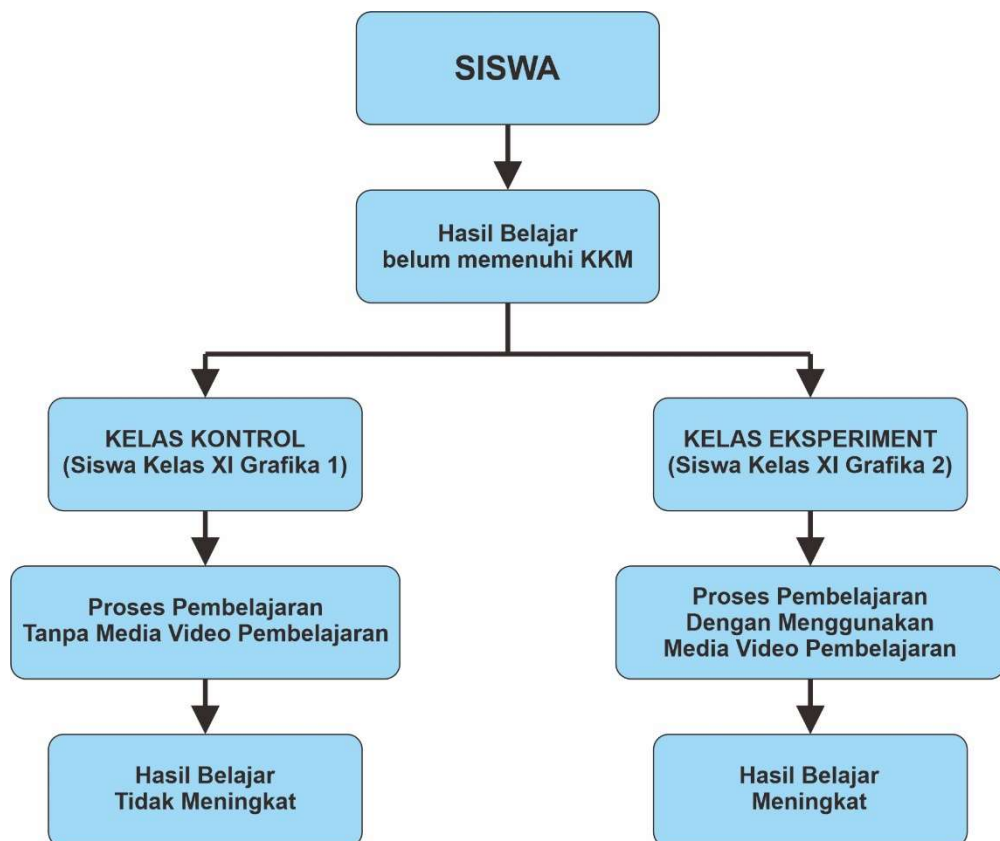 SISWA
Hasil Belajar
belum memenuhi KKM
KELAS KONTROL
(Siswa Kelas XI Grafika 1)
KELAS EKSPERIMENT
(Siswa Kelas XI Grafika 2)
Proses Pembelajaran
Tanpa Media Video Pembelajaran
Proses Pembelajaran
Dengan Menggunakan
Media Video Pembelajaran
Hasil Belajar
Tidak Meningkat
Hasil Belajar
Meningkat